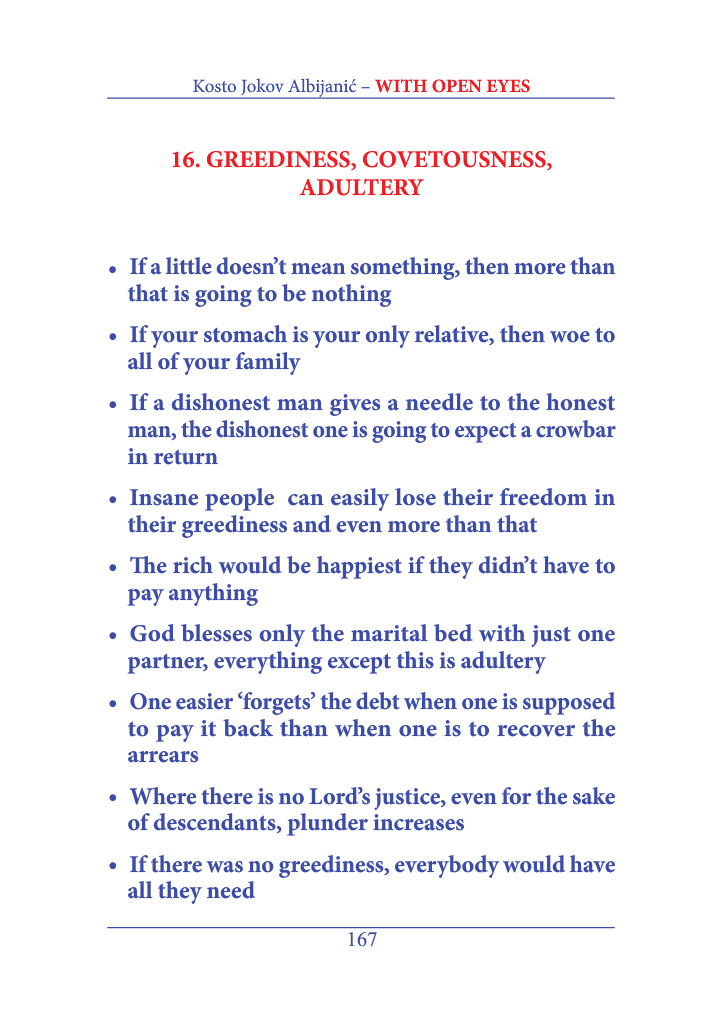 Kosto Jokov Albijanić – WITH OPEN EYES
16. GREEDINESS, COVETOUSNESS,
ADULTERY
• If a little doesn’t mean something, then more than
that is going to be nothing
• If your stomach is your only relative, then woe to
all of your family
• If a dishonest man gives a needle to the honest
man, the dishonest one is going to expect a crowbar
in return
• Insane people  can easily lose their freedom in
their greediness and even more than that
• The rich would be happiest if they didn’t have to
pay anything
• God blesses only the marital bed with just one
partner, everything except this is adultery
• One easier ‘forgets’ the debt when one is supposed
to pay it back than when one is to recover the
arrears
• Where there is no Lord’s justice, even for the sake
of descendants, plunder increases
• If there was no greediness, everybody would have
all they need
167